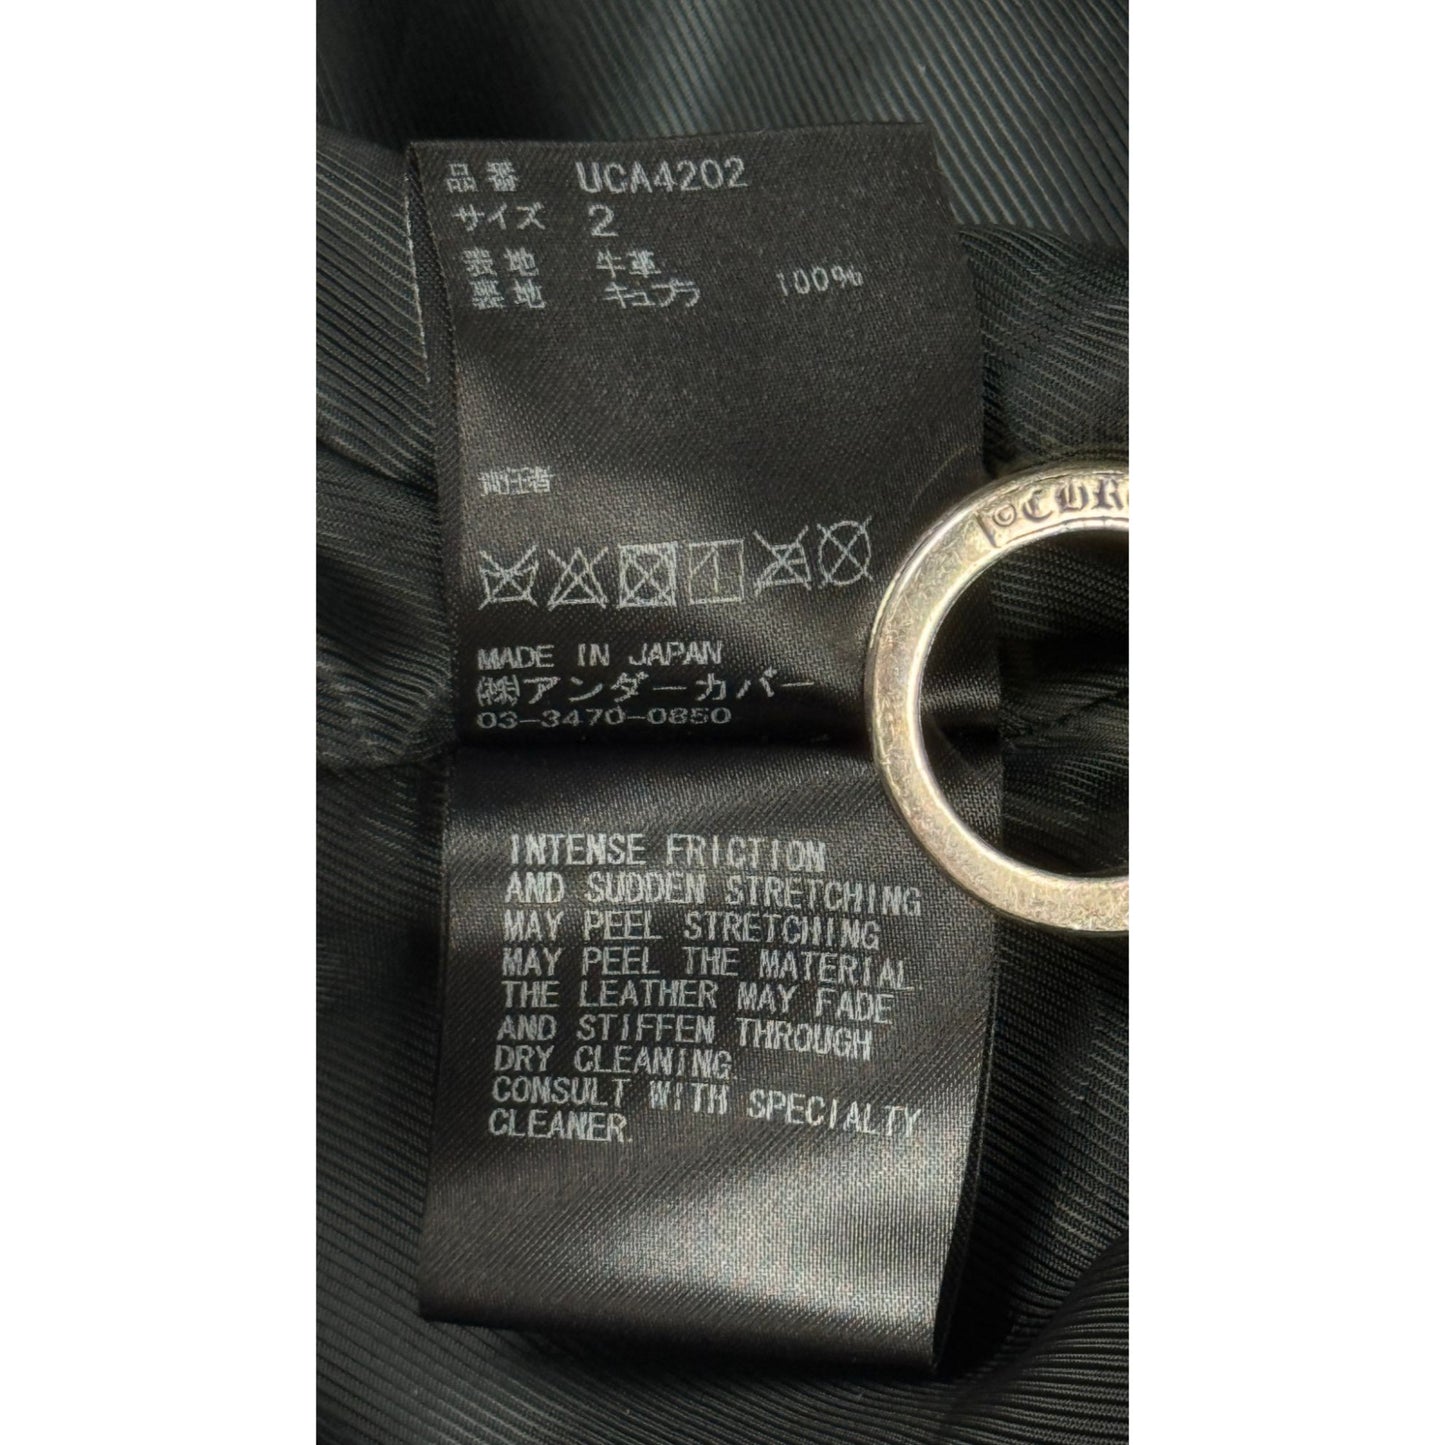 品番 UCA4202
サイズ 2
表地 牛革
裏地 キュプラ 100%
責任者
MADE IN JAPAN
㈱アンダーカバー
03-3470-0850
INTENSE FRICTION
AND SUDDEN STRETCHING
MAY PEEL STRETCHING
MAY PEEL THE MATERIAL
THE LEATHER MAY FADE
AND STIFFEN THROUGH
DRY CLEANING.
CONSULT WITH SPECIALTY
CLEANER.